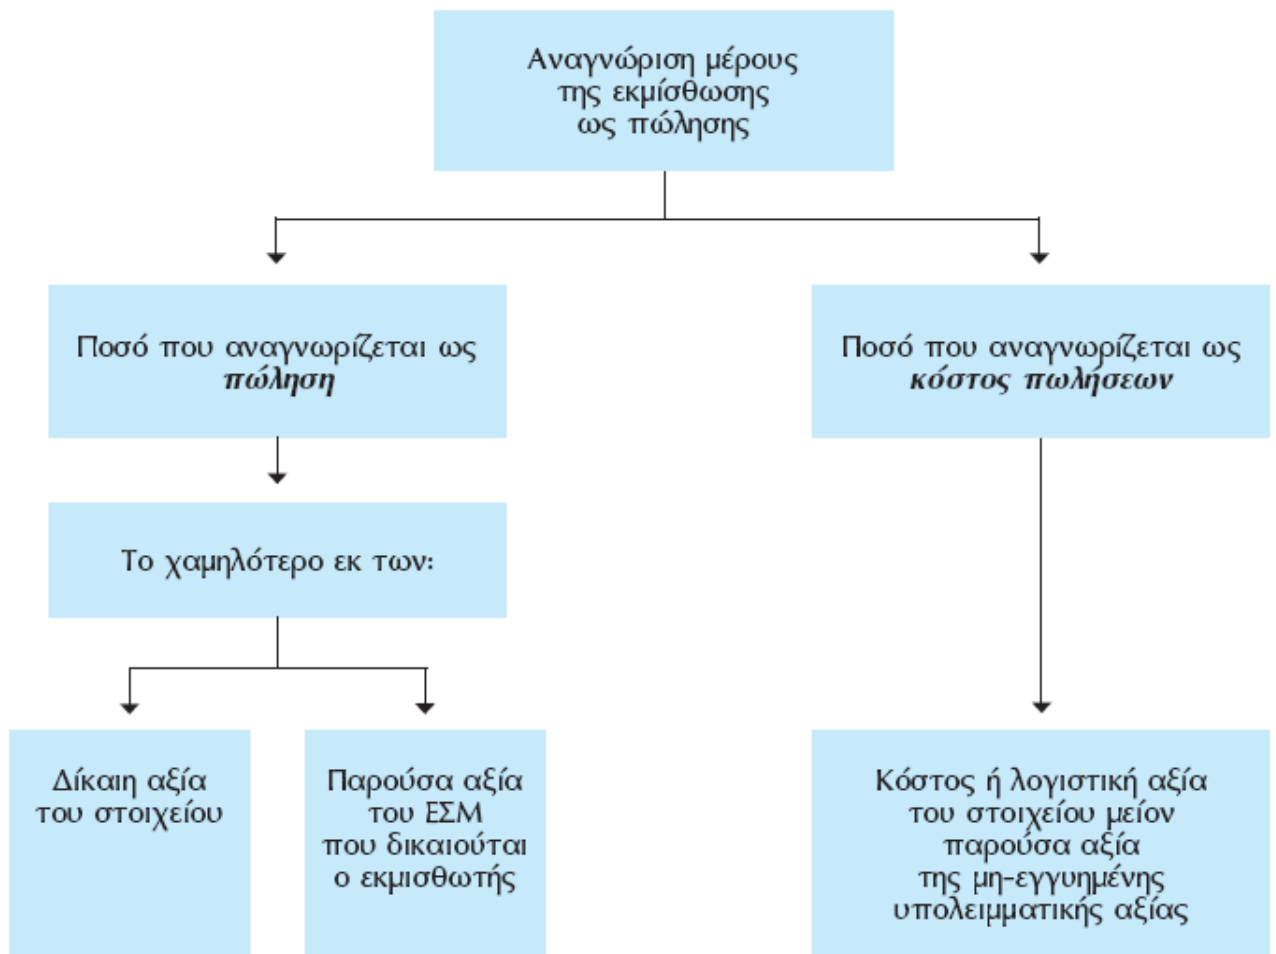 Αναγνώριση μέρους
της εκμίσθωσης
ως πώλησης
Ποσό που αναγνωρίζεται ως
πώληση
Ποσό που αναγνωρίζεται ως
κόστος πωλήσεων
Το χαμηλότερο εκ των:
Δίκαιη αξία
του στοιχείου
Παρούσα αξία
του ΕΣΜ
που δικαιούται
ο εκμισθωτής
Κόστος ή λογιστική αξία
του στοιχείου μείον
παρούσα αξία
της μη-εγγυημένης
υπολειμματικής αξίας